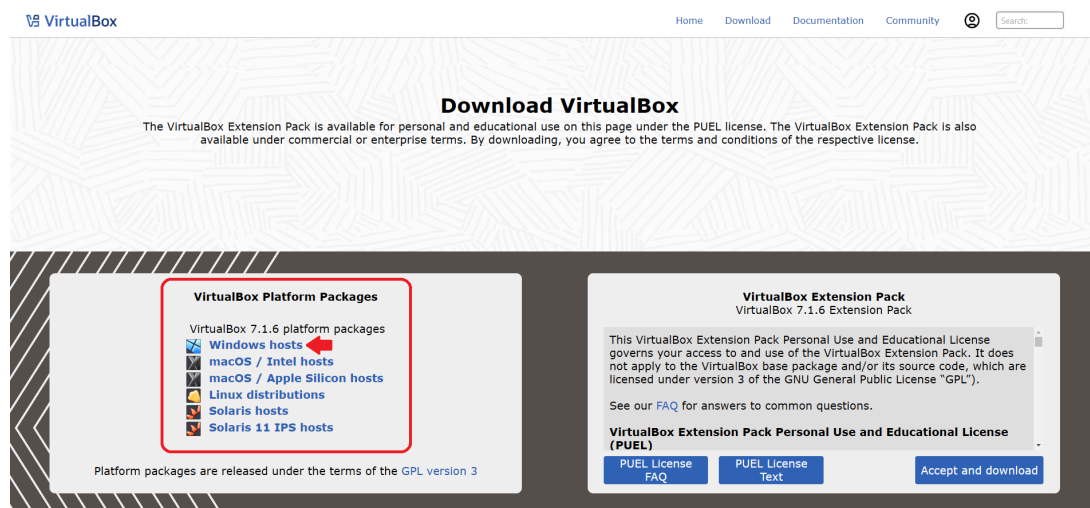 VirtualBox
Home Download Documentation Community Search:
Download VirtualBox
The VirtualBox Extension Pack is available for personal and educational use on this page under the PUEL license. The VirtualBox Extension Pack is also
available under commercial or enterprise terms. By downloading, you agree to the terms and conditions of the respective license.
VirtualBox Platform Packages
VirtualBox 7.1.6 platform packages
Windows hosts
macOS / Intel hosts
macOS / Apple Silicon hosts
Linux distributions
Solaris hosts
Solaris 11 IPS hosts
Platform packages are released under the terms of the GPL version 3
VirtualBox Extension Pack
VirtualBox 7.1.6 Extension Pack
This VirtualBox Extension Pack Personal Use and Educational License
governs your access to and use of the VirtualBox Extension Pack. It does
not apply to the VirtualBox base package and/or its source code, which are
licensed under version 3 of the GNU General Public License “GPL”).
See our FAQ for answers to common questions.
VirtualBox Extension Pack Personal Use and Educational License
(PUEL)
PUEL License
FAQ
PUEL License
Text
Accept and download